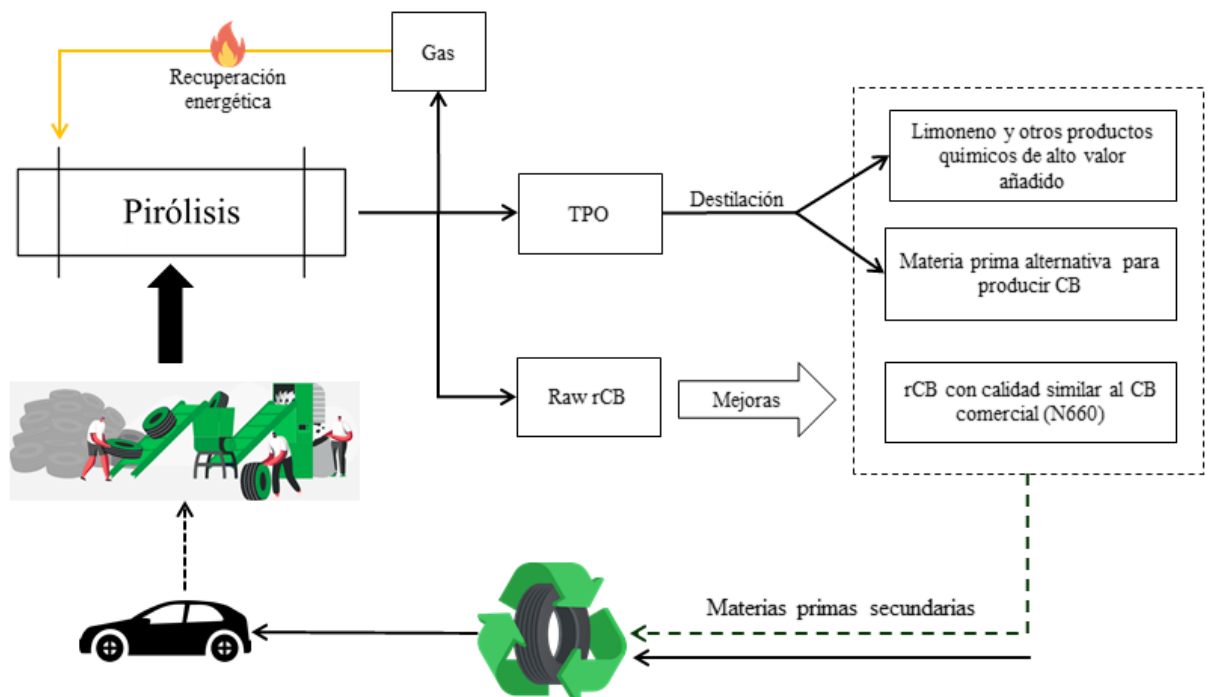 Gas
Recuperación
energética
Pirólisis
TPO
Destilación
Limoneno y otros productos
químicos de alto valor
añadido
Materia prima alternativa para
producir CB
Raw rCB
Mejoras
rCB con calidad similar al CB
comercial (N660)
Materias primas secundarias